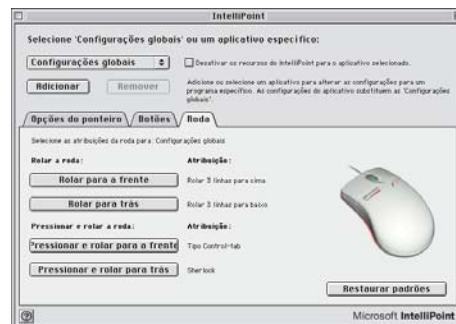 IntelliPoint
Selecione 'Configurações globais' ou um aplicativo específico:
Configurações globais
Desativar os recursos do IntelliPoint para o aplicativo selecionado.
Adicionar
Remover
Adicione ou selecione um aplicativo para alterar as configurações para um
programa específico. As configurações do aplicativo substituem as 'Configurações
globais'.
Opções do ponteiro
Botões
Roda
Selecione as atribuições da roda para: Configurações globais
Rolar a roda:
Atribuição:
Rolar para a frente
Rolar 3 linhas para cima
Rolar para trás
Rolar 3 linhas para baixo
Pressionar e rolar a roda:
Atribuição:
Pressionar e rolar para a frente
Tipo Control-tab
Pressionar e rolar para trás
Sherlock
Restaurar padrões
Microsoft IntelliPoint